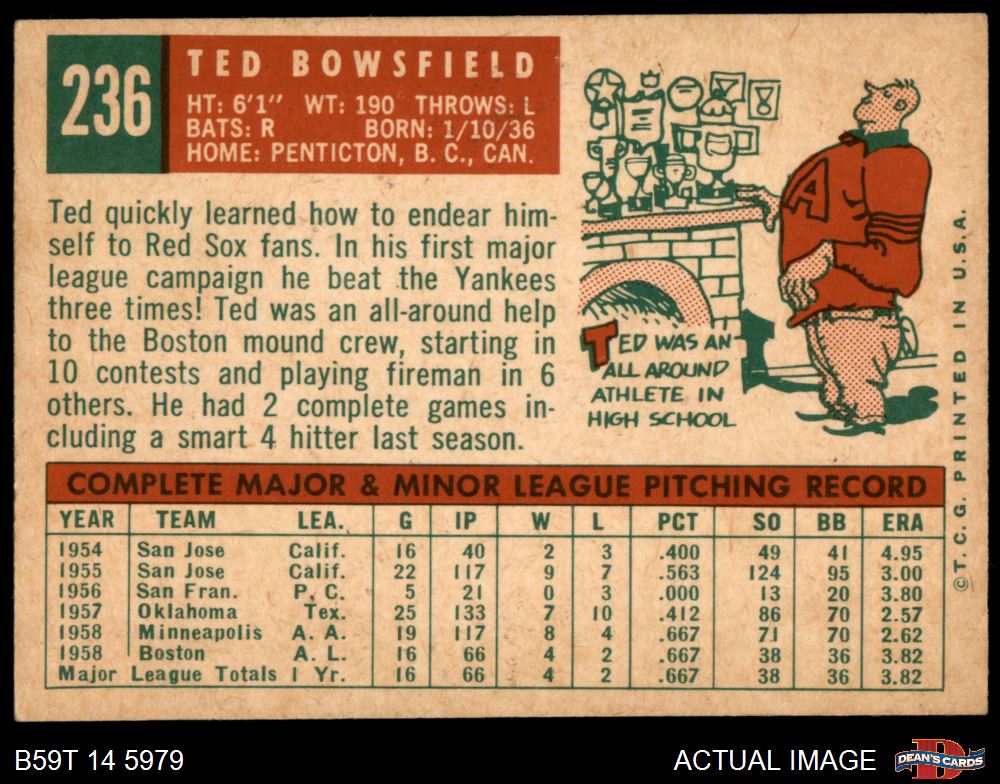 236
TED BOWSFIELD
HT: 6'1" WT: 190 THROWS: L
BATS: R BORN: 1/10/36
HOME: PENTICTON, B. C., CAN.
Ted quickly learned how to endear him-
self to Red Sox fans. In his first major
league campaign he beat the Yankees
three times! Ted was an all-around help
to the Boston mound crew, starting in
10 contests and playing fireman in 6
others. He had 2 complete games in-
cluding a smart 4 hitter last season.
A
TED WAS AN
ALL AROUND
ATHLETE IN
HIGH SCHOOL
COMPLETE MAJOR & MINOR LEAGUE PITCHING RECORD
YEAR TEAM LEA. G IP W L PCT SO BB ERA
1954 San Jose Calif. 16 40 2 3 .400 49 41 4.95
1955 San Jose Calif. 22 117 9 7 .563 124 95 3.00
1956 San Fran. P. C. 5 21 0 3 .000 13 20 3.80
1957 Oklahoma Tex. 25 133 7 10 .412 86 70 2.57
1958 Minneapolis A. A. 19 117 8 4 .667 71 70 2.62
1958 Boston A. L. 16 66 4 2 .667 38 36 3.82
Major League Totals 1 Yr. 16 66 4 2 .667 38 36 3.82
©T. C. G. PRINTED IN U.S.A.
B59T 14 5979
ACTUAL IMAGE
DEAN'S CARDS